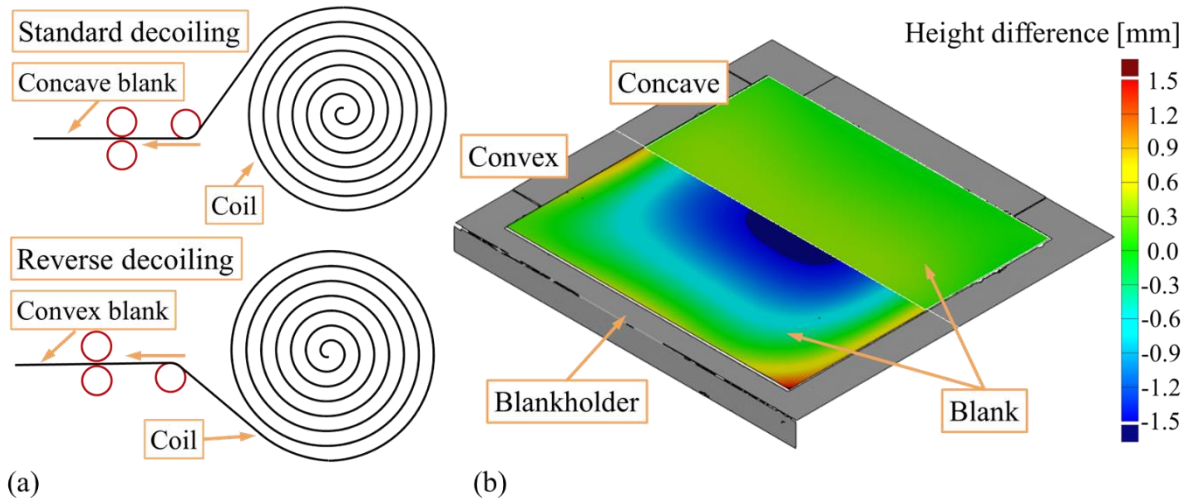 Standard decoiling
Concave blank
Coil
Reverse decoiling
Convex blank
Coil
(a)
Height difference [mm]
Concave
Convex
Blankholder
Blank
1.5
1.2
0.9
0.6
0.3
0.0
-0.3
-0.6
-0.9
-1.2
-1.5
(b)